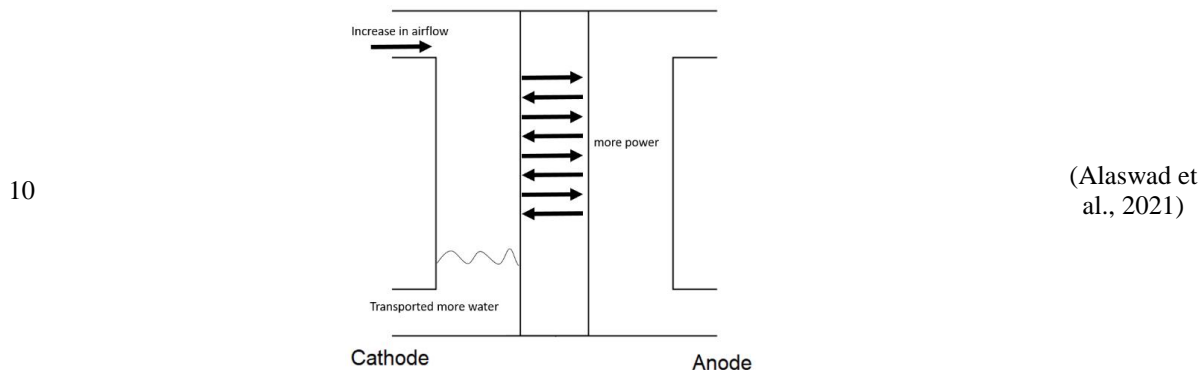 Increase in airflow
more power
10
(Alaswad et
al., 2021)
Transported more water
Cathode
Anode